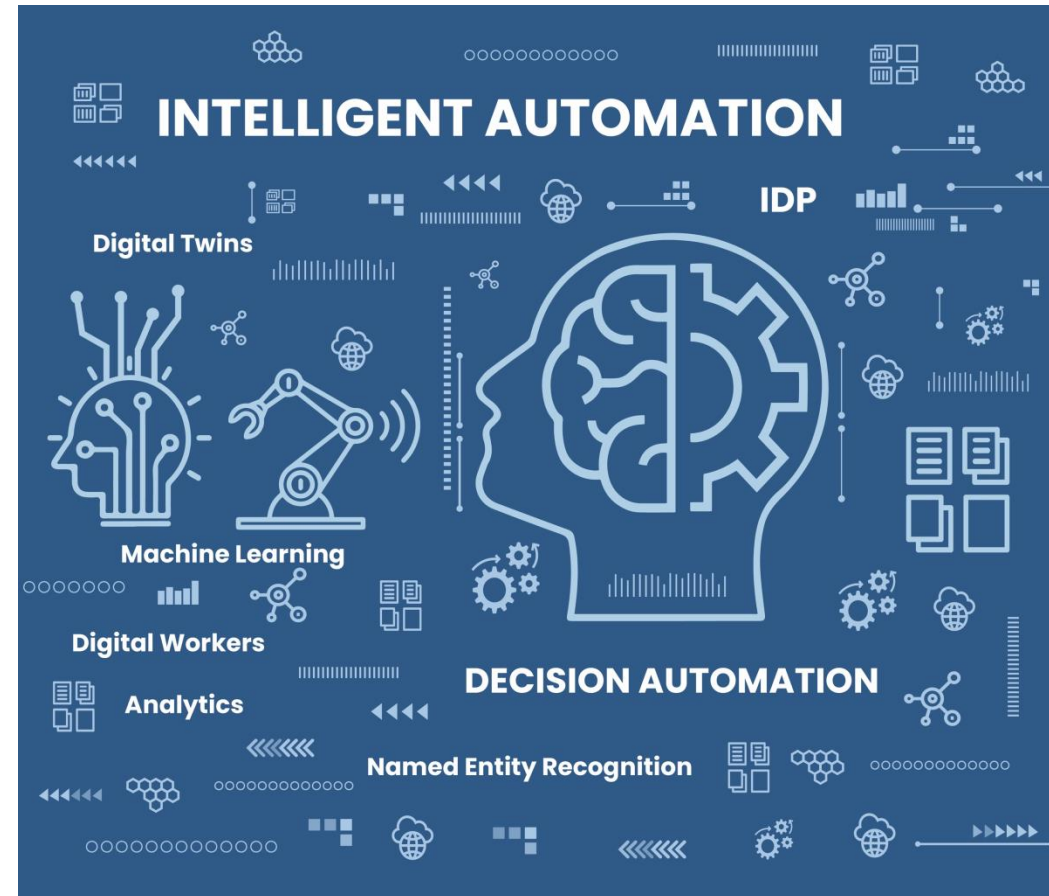 INTELLIGENT AUTOMATION
IDP
Digital Twins
Machine Learning
Digital Workers
DECISION AUTOMATION
Analytics
Named Entity Recognition